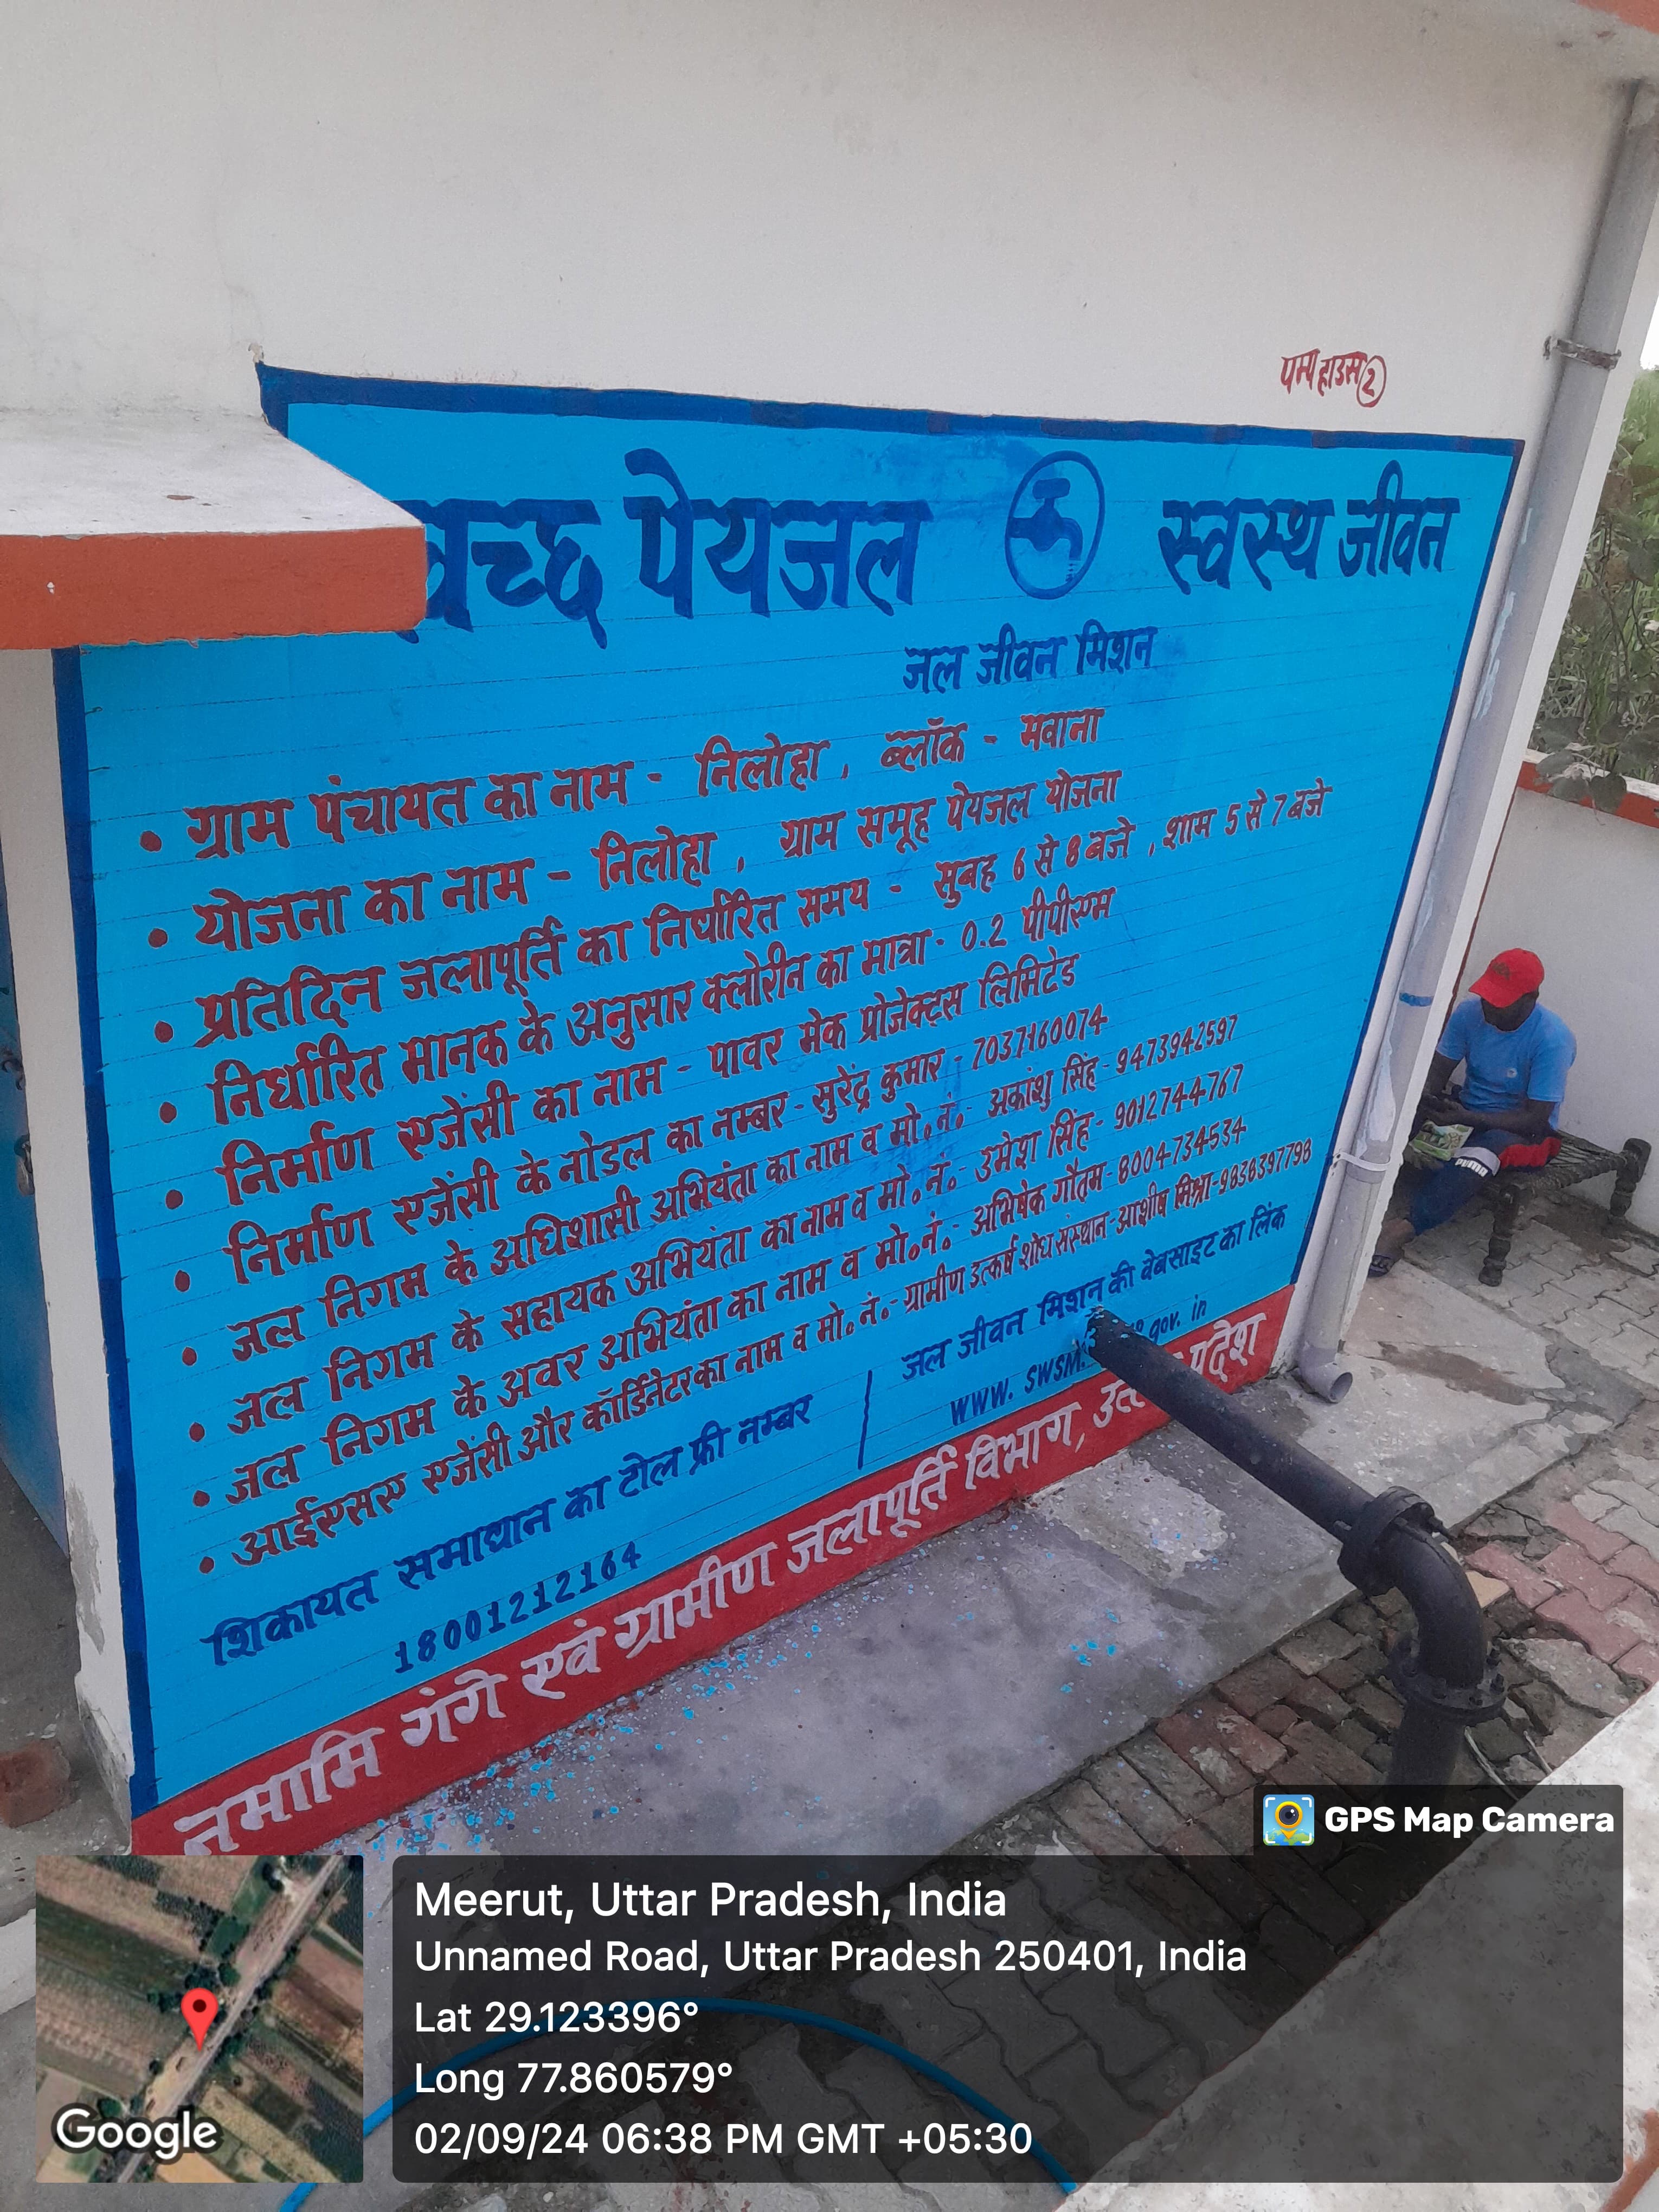 पम्प हाउस 2
वच्छ पेयजल स्वस्थ जीवन
जल जीवन मिशन
• ग्राम पंचायत का नाम - निलोहा, ब्लॉक - मवाना
• योजना का नाम - निलोहा, ग्राम समूह पेयजल योजना
• प्रतिदिन जलापूर्ति का निर्धारित समय - सुबह 6 से 8 बजे, शाम 5 से 7 बजे
• निर्धारित मानक के अनुसार क्लोरीन का मात्रा - 0.2 पीपीएम
• निर्माण एजेंसी का नाम - पावर मेक प्रोजेक्ट्स लिमिटेड
• निर्माण एजेंसी के नोडल का नम्बर - सुरेंद्र कुमार - 7037160074
• जल निगम के अधिशासी अभियंता का नाम व मो.नं.- अकांशु सिंह - 9473942597
• जल निगम के सहायक अभियंता का नाम व मो.नं.- उमेश सिंह - 9012744767
• जल निगम के अवर अभियंता का नाम व मो.नं.- अभिषेक गौतम - 8004734534
• आईएसए एजेंसी और कॉर्डिनेटर का नाम व मो.नं.- ग्रामीण उत्कर्ष शोध संस्थान - आशीष मिश्रा - 9838397798
शिकायत समाधान का टोल फ्री नम्बर
18001212164
जल जीवन मिशन की वेबसाइट का लिंक
www. swsm. gov. in
नमामि गंगे एवं ग्रामीण जलापूर्ति विभाग, उत्त प्रदेश
PUMA
GPS Map Camera
Meerut, Uttar Pradesh, India
Unnamed Road, Uttar Pradesh 250401, India
Lat 29.123396°
Long 77.860579°
02/09/24 06:38 PM GMT +05:30
Google